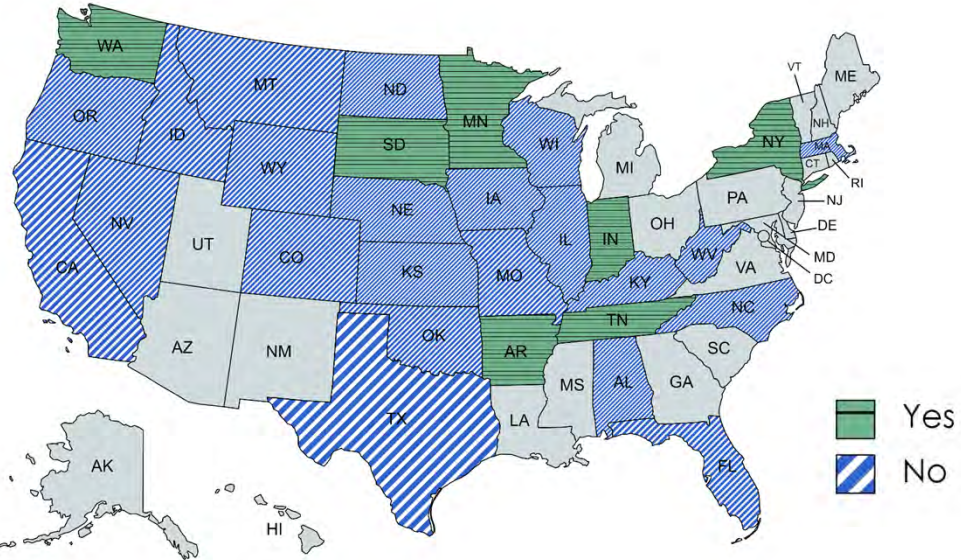 WA
MT
ND
MN
VT
ME
OR
ID
SD
WI
NY
NH
MA
WY
MI
CT
RI
NV
NE
IA
PA
NJ
CA
UT
CO
IL
IN
OH
DE
MD
DC
KS
MO
WV
VA
KY
AZ
NM
OK
AR
TN
NC
SC
TX
LA
MS
AL
GA
FL
AK
HI
Yes
No